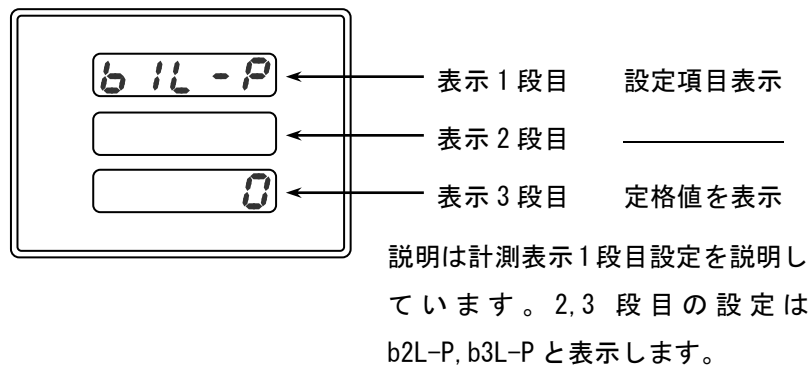 b1L-P 表示1段目 設定項目表示
表示2段目 ————
0 表示3段目 定格値を表示
説明は計測表示1段目設定を説明し
ています。2,3 段目の設定は
b2L-P,b3L-P と表示します。